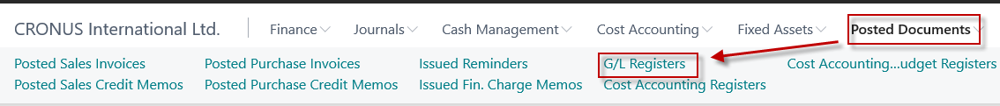 CRONUS International Ltd. Finance Journals Cash Management Cost Accounting Fixed Assets Posted Documents
Posted Sales Invoices Posted Purchase Invoices Issued Reminders G/L Registers Cost Accounting...udget Registers
Posted Sales Credit Memos Posted Purchase Credit Memos Issued Fin. Charge Memos Cost Accounting Registers